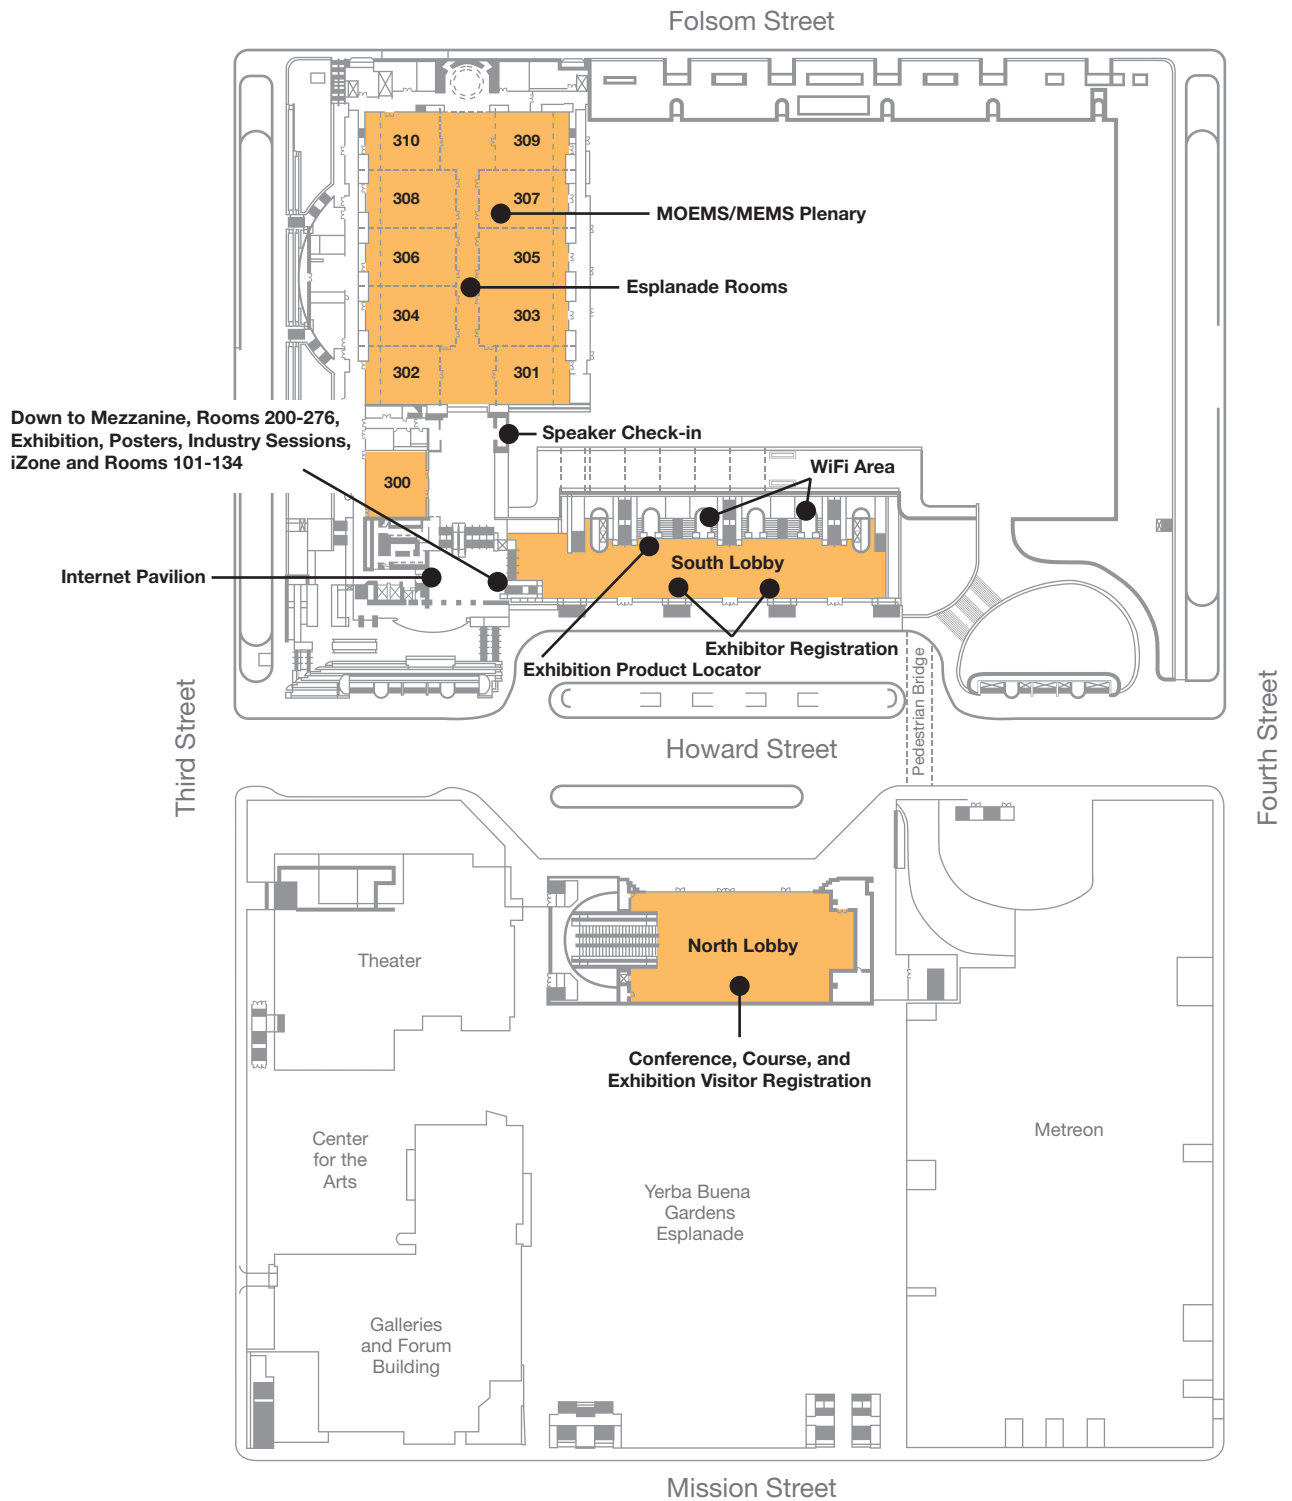 Folsom Street
310
309
308
307
MOEMS/MEMS Plenary
306
305
Esplanade Rooms
304
303
302
301
Down to Mezzanine, Rooms 200-276,
Exhibition, Posters, Industry Sessions,
iZone and Rooms 101-134
Speaker Check-in
WiFi Area
300
South Lobby
Internet Pavilion
Exhibitor Registration
Exhibition Product Locator
Pedestrian Bridge
Third Street
Howard Street
Fourth Street
North Lobby
Theater
Conference, Course, and
Exhibition Visitor Registration
Center
for the
Arts
Metreon
Yerba Buena
Gardens
Esplanade
Galleries
and Forum
Building
Mission Street